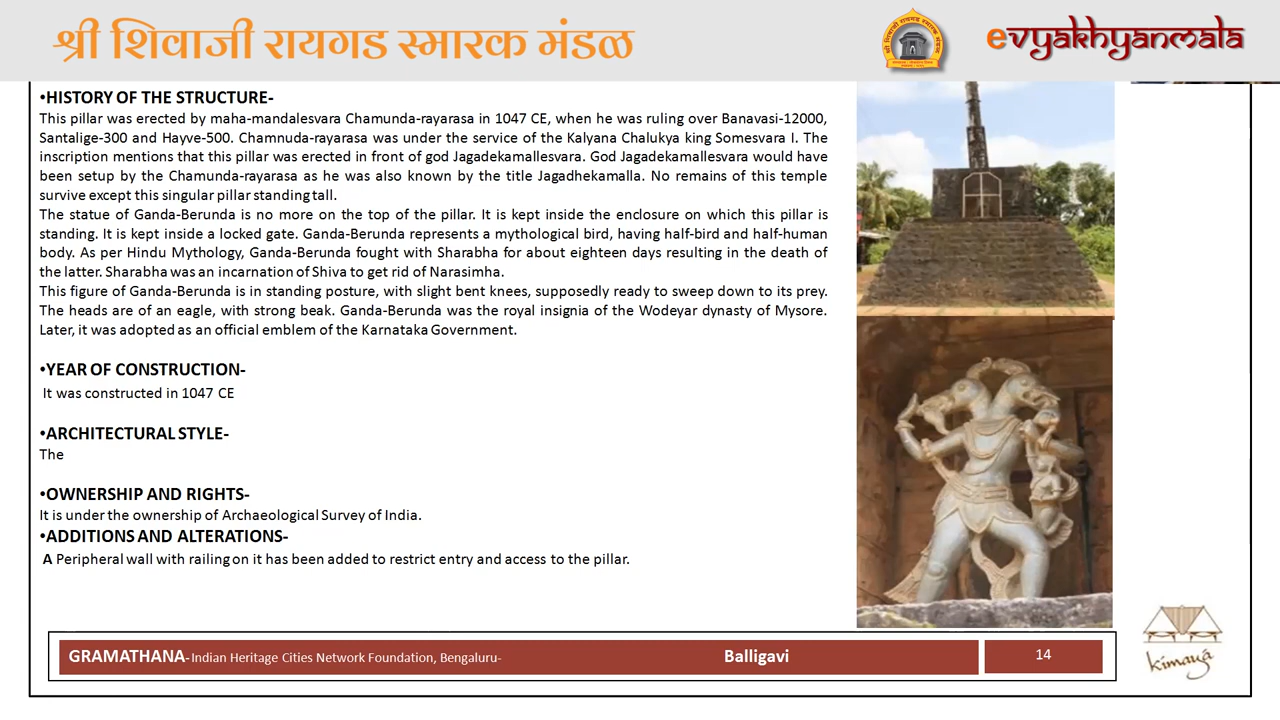 श्री शिवाजी रायगड स्मारक मंडळ
evyakhyanmala
•HISTORY OF THE STRUCTURE-
This pillar was erected by maha-mandalesvara Chamunda-rayarasa in 1047 CE, when he was ruling over Banavasi-12000,
Santalige-300 and Hayve-500. Chamnuda-rayarasa was under the service of the Kalyana Chalukya king Somesvara I. The
inscription mentions that this pillar was erected in front of god Jagadekamallesvara. God Jagadekamallesvara would have
been setup by the Chamunda-rayarasa as he was also known by the title Jagadhekamalla. No remains of this temple
survive except this singular pillar standing tall.
The statue of Ganda-Berunda is no more on the top of the pillar. It is kept inside the enclosure on which this pillar is
standing. It is kept inside a locked gate. Ganda-Berunda represents a mythological bird, having half-bird and half-human
body. As per Hindu Mythology, Ganda-Berunda fought with Sharabha for about eighteen days resulting in the death of
the latter. Sharabha was an incarnation of Shiva to get rid of Narasimha.
This figure of Ganda-Berunda is in standing posture, with slight bent knees, supposedly ready to sweep down to its prey.
The heads are of an eagle, with strong beak. Ganda-Berunda was the royal insignia of the Wodeyar dynasty of Mysore.
Later, it was adopted as an official emblem of the Karnataka Government.
•YEAR OF CONSTRUCTION-
It was constructed in 1047 CE
•ARCHITECTURAL STYLE-
The
•OWNERSHIP AND RIGHTS-
It is under the ownership of Archaeological Survey of India.
•ADDITIONS AND ALTERATIONS-
A Peripheral wall with railing on it has been added to restrict entry and access to the pillar.
GRAMATHANA-Indian Heritage Cities Network Foundation, Bengaluru-
Balligavi
14
kimaya